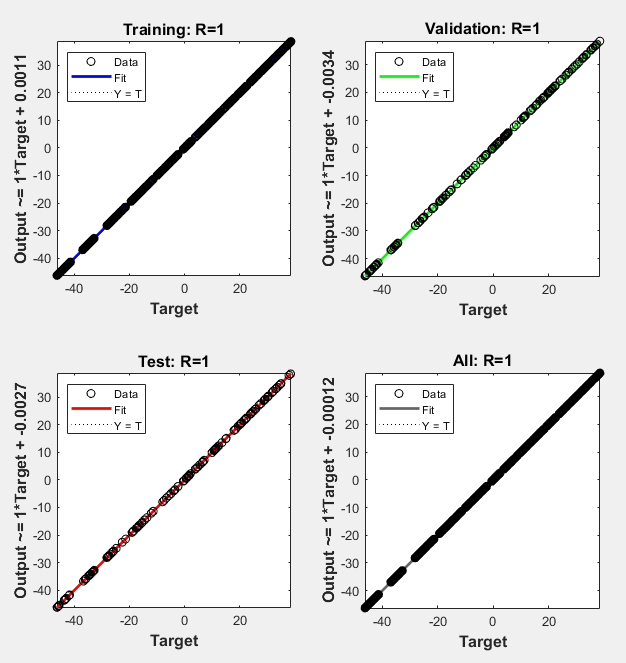 Training: R=1
Output ~= 1*Target + 0.0011
Data
Fit
Y = T
30
20
10
0
-10
-20
-30
-40
-40 -20 0 20
Target
Validation: R=1
Output ~= 1*Target + -0.0034
Data
Fit
Y = T
30
20
10
0
-10
-20
-30
-40
-40 -20 0 20
Target
Test: R=1
Output ~= 1*Target + -0.0027
Data
Fit
Y = T
30
20
10
0
-10
-20
-30
-40
-40 -20 0 20
Target
All: R=1
Output ~= 1*Target + -0.00012
Data
Fit
Y = T
30
20
10
0
-10
-20
-30
-40
-40 -20 0 20
Target